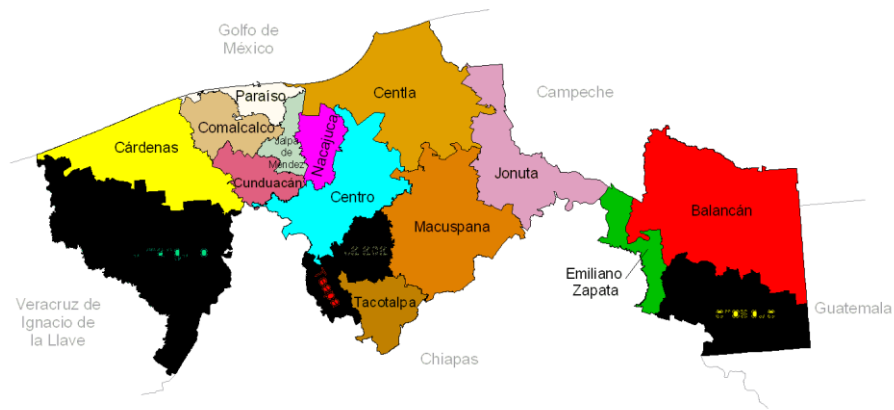 Golfo de
México
Campeche
Paraíso
Centla
Comalcalco
Jalpa
de
Méndez
Nacajuca
Cárdenas
Cunduacán
Centro
Jonuta
Macuspana
Balancán
Emiliano
Zapata
Tacotalpa
Veracruz de
Ignacio de
la Llave
Chiapas
Guatemala